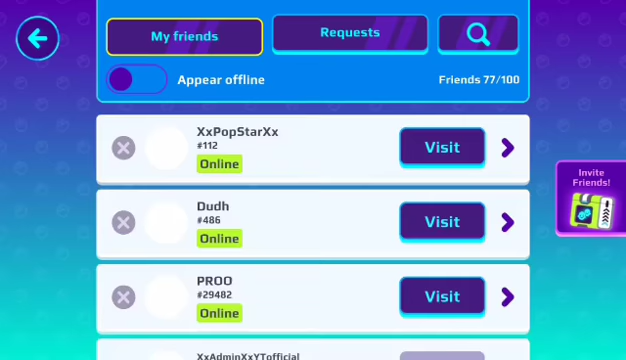 My friends
Requests
Appear offline
Friends 77/100
XxPopStarXx
#112
Online
Visit
Dudh
#486
Online
Visit
PROO
#29482
Online
Visit
XxAdminXxYTofficial
Invite
Friends!